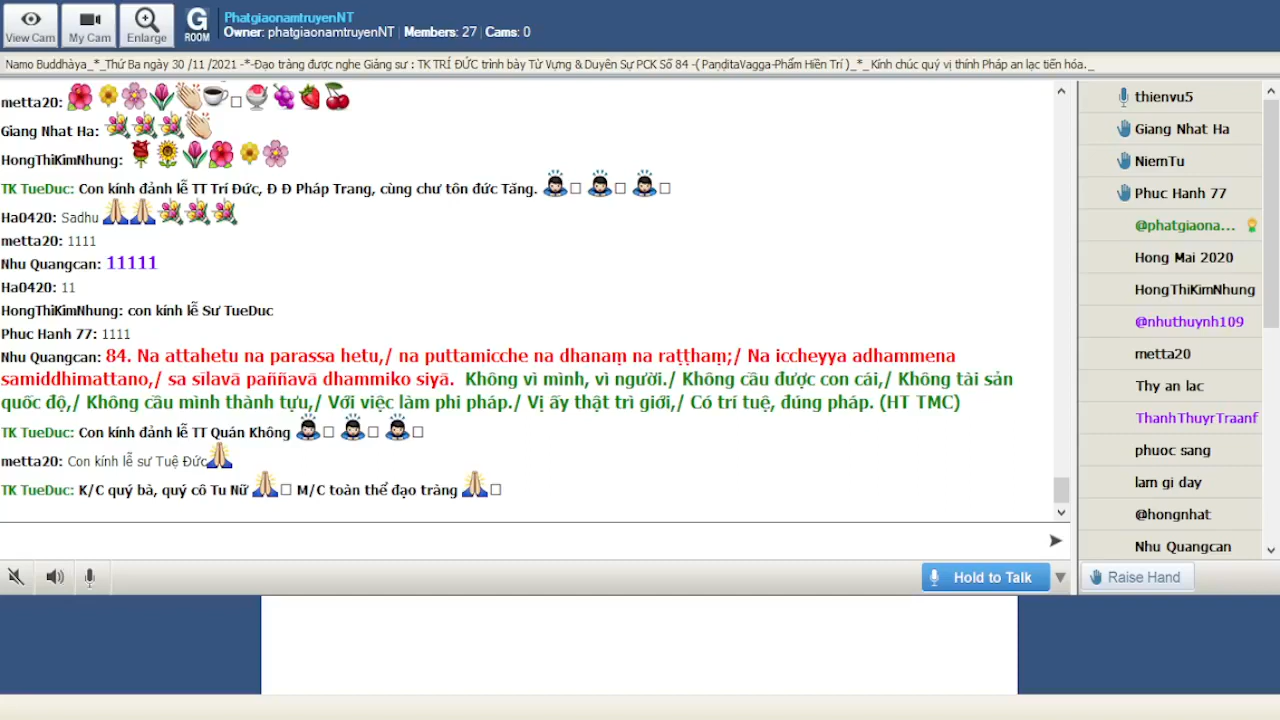 View Cam
My Cam
Enlarge
G
ROOM
PhatgiaonamtruyenNT
Owner: phatgiaonamtruyenNT | Members: 27 | Cams: 0
Namo Buddhàya_*_Thứ Ba ngày 30 /11 /2021 -*-Đạo tràng được nghe Giảng sư : TK TRÍ ĐỨC trình bày Từ Vựng & Duyên Sự PCK Số 84 -( PaṇḍitaVagga-Phẩm Hiền Trí )_*_ Kính chúc quý vị thính Pháp an lạc tiến hóa._
metta20:
Giang Nhat Ha:
HongThiKimNhung:
TK TueDuc: Con kính đảnh lễ TT Trí Đức, Đ Đ Pháp Trang, cùng chư tôn đức Tăng.
Ha0420: Sadhu
metta20: 1111
Nhu Quangcan: 11111
Ha0420: 11
HongThiKimNhung: con kính lễ Sư TueDuc
Phuc Hanh 77: 1111
Nhu Quangcan: 84. Na attahetu na parassa hetu,/ na puttamicche na dhanaṃ na raṭṭhaṃ;/ Na iccheyya adhammena
samiddhimattano,/ sa sīlavā paññavā dhammiko siyā. Không vì mình, vì người./ Không cầu được con cái,/ Không tài sản
quốc độ,/ Không cầu mình thành tựu,/ Với việc làm phi pháp./ Vị ấy thật trì giới,/ Có trí tuệ, đúng pháp. (HT TMC)
TK TueDuc: Con kính đảnh lễ TT Quán Không
metta20: Con kính lễ sư Tuệ Đức
TK TueDuc: K/C quý bà, quý cô Tu Nữ M/C toàn thể đạo tràng
Hold to Talk
thienvu5
Giang Nhat Ha
NiemTu
Phuc Hanh 77
@phatgiaona...
Hong Mai 2020
HongThiKimNhung
@nhuthuynh109
metta20
Thy an lac
ThanhThuyrTraanf
phuoc sang
lam gi day
@hongnhat
Nhu Quangcan
Raise Hand